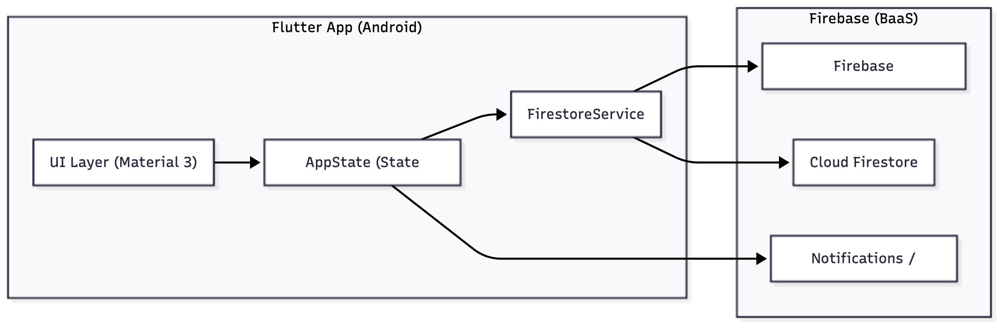 Flutter App (Android)
UI Layer (Material 3)
AppState (State
FirestoreService
Firebase (BaaS)
Firebase
Cloud Firestore
Notifications /